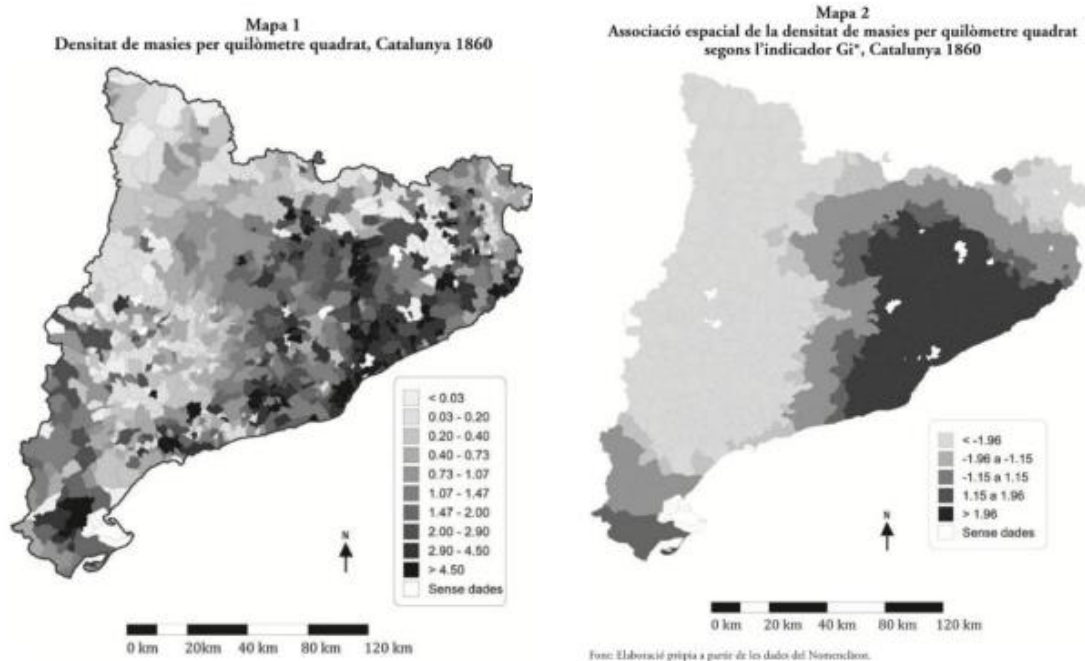 Mapa 1
Densitat de masies per quilòmetre quadrat, Catalunya 1860
< 0.03
0.03 - 0.20
0.20 - 0.40
0.40 - 0.73
0.73 - 1.07
1.07 - 1.47
1.47 - 2.00
2.00 - 2.90
2.90 - 4.50
> 4.50
Sense dades
N
0 km 20km 40 km 80 km 120 km
Mapa 2
Associació espacial de la densitat de masies per quilòmetre quadrat
segons l'indicador Gi*, Catalunya 1860
< -1.96
-1.96 a -1.15
-1.15 a 1.15
1.15 a 1.96
> 1.96
Sense dades
N
0 km 20km 40 km 80 km 120 km
Font: Elaboració pròpia a partir de les dades del Nomenclàtor.